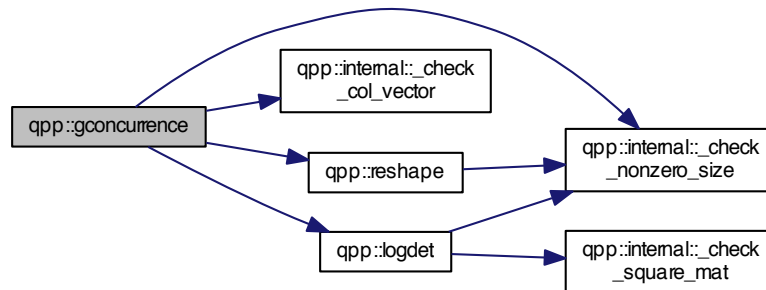 qpp::gconcurrence
qpp::internal::_check
_col_vector
qpp::reshape
qpp::logdet
qpp::internal::_check
_nonzero_size
qpp::internal::_check
_square_mat